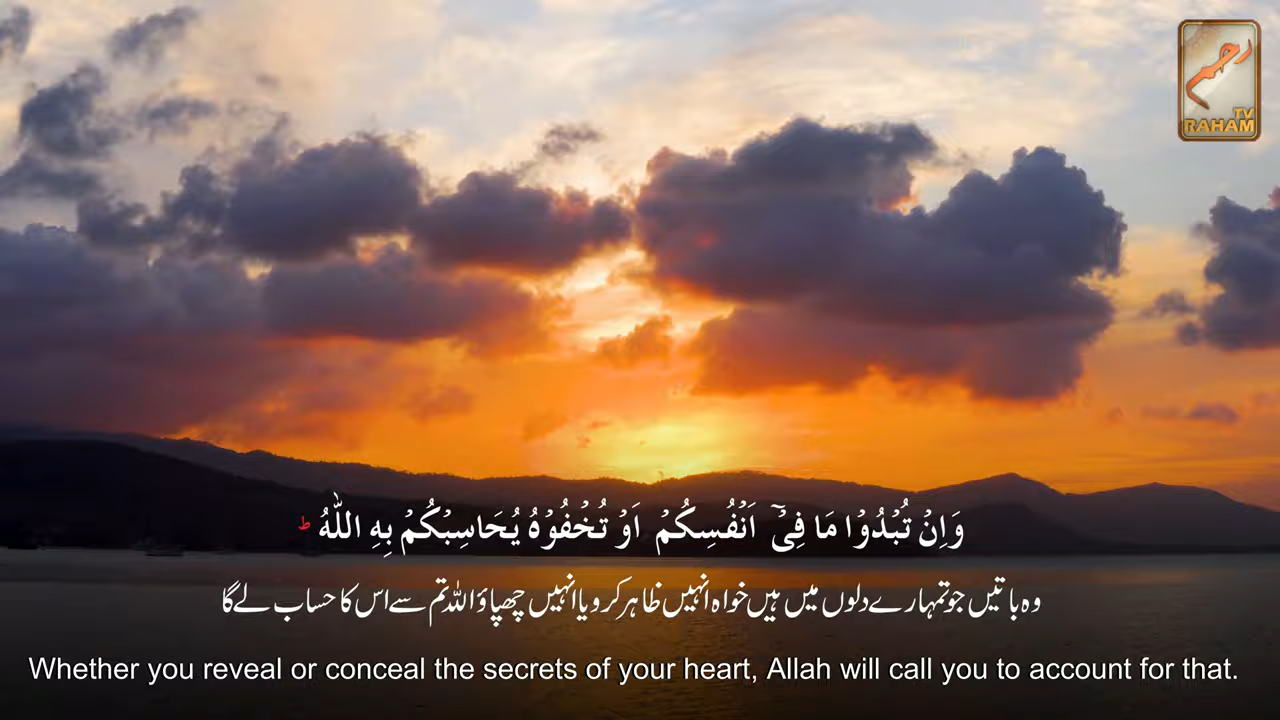 رحم
TV
RAHAM
وَاِنْ تُبْدُوْا مَا فِیْۤ اَنْفُسِكُمْ اَوْ تُخْفُوْهُ یُحَاسِبْكُمْ بِهِ اللّٰهُ ؕ
وہ باتیں جو تمہارے دلوں میں ہیں خواہ انہیں ظاہر کرو یا انہیں چھپاؤ اللہ تم سے اس کا حساب لے گا
Whether you reveal or conceal the secrets of your heart, Allah will call you to account for that.